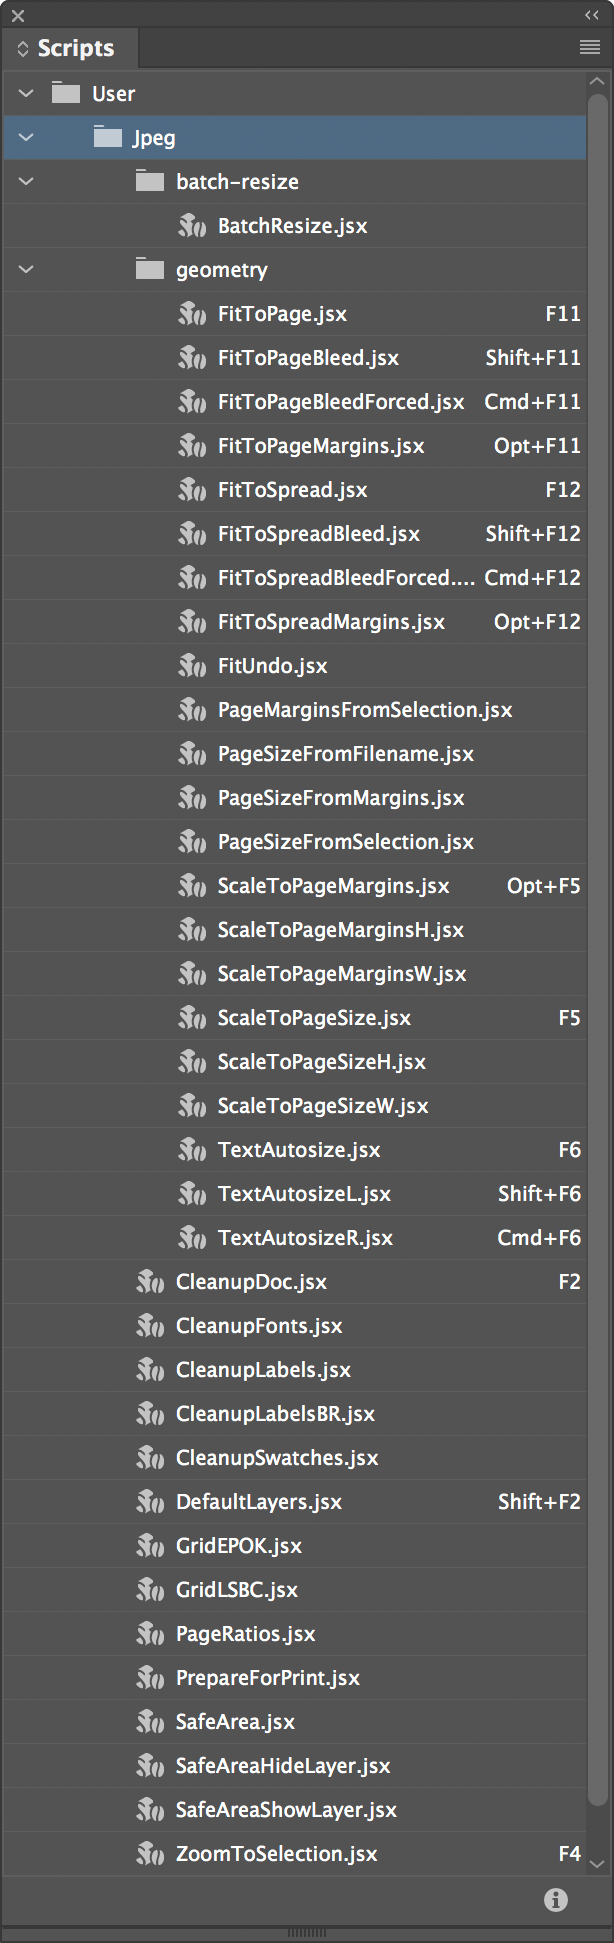 Scripts
User
Jpeg
batch-resize
BatchResize.jsx
geometry
FitToPage.jsx F11
FitToPageBleed.jsx Shift+F11
FitToPageBleedForced.jsx Cmd+F11
FitToPageMargins.jsx Opt+F11
FitToSpread.jsx F12
FitToSpreadBleed.jsx Shift+F12
FitToSpreadBleedForced.... Cmd+F12
FitToSpreadMargins.jsx Opt+F12
FitUndo.jsx
PageMarginsFromSelection.jsx
PageSizeFromFilename.jsx
PageSizeFromMargins.jsx
PageSizeFromSelection.jsx
ScaleToPageMargins.jsx Opt+F5
ScaleToPageMarginsH.jsx
ScaleToPageMarginsW.jsx
ScaleToPageSize.jsx F5
ScaleToPageSizeH.jsx
ScaleToPageSizeW.jsx
TextAutosize.jsx F6
TextAutosizeL.jsx Shift+F6
TextAutosizeR.jsx Cmd+F6
CleanupDoc.jsx F2
CleanupFonts.jsx
CleanupLabels.jsx
CleanupLabelsBR.jsx
CleanupSwatches.jsx
DefaultLayers.jsx Shift+F2
GridEPOK.jsx
GridLSBC.jsx
PageRatios.jsx
PrepareForPrint.jsx
SafeArea.jsx
SafeAreaHideLayer.jsx
SafeAreaShowLayer.jsx
ZoomToSelection.jsx F4